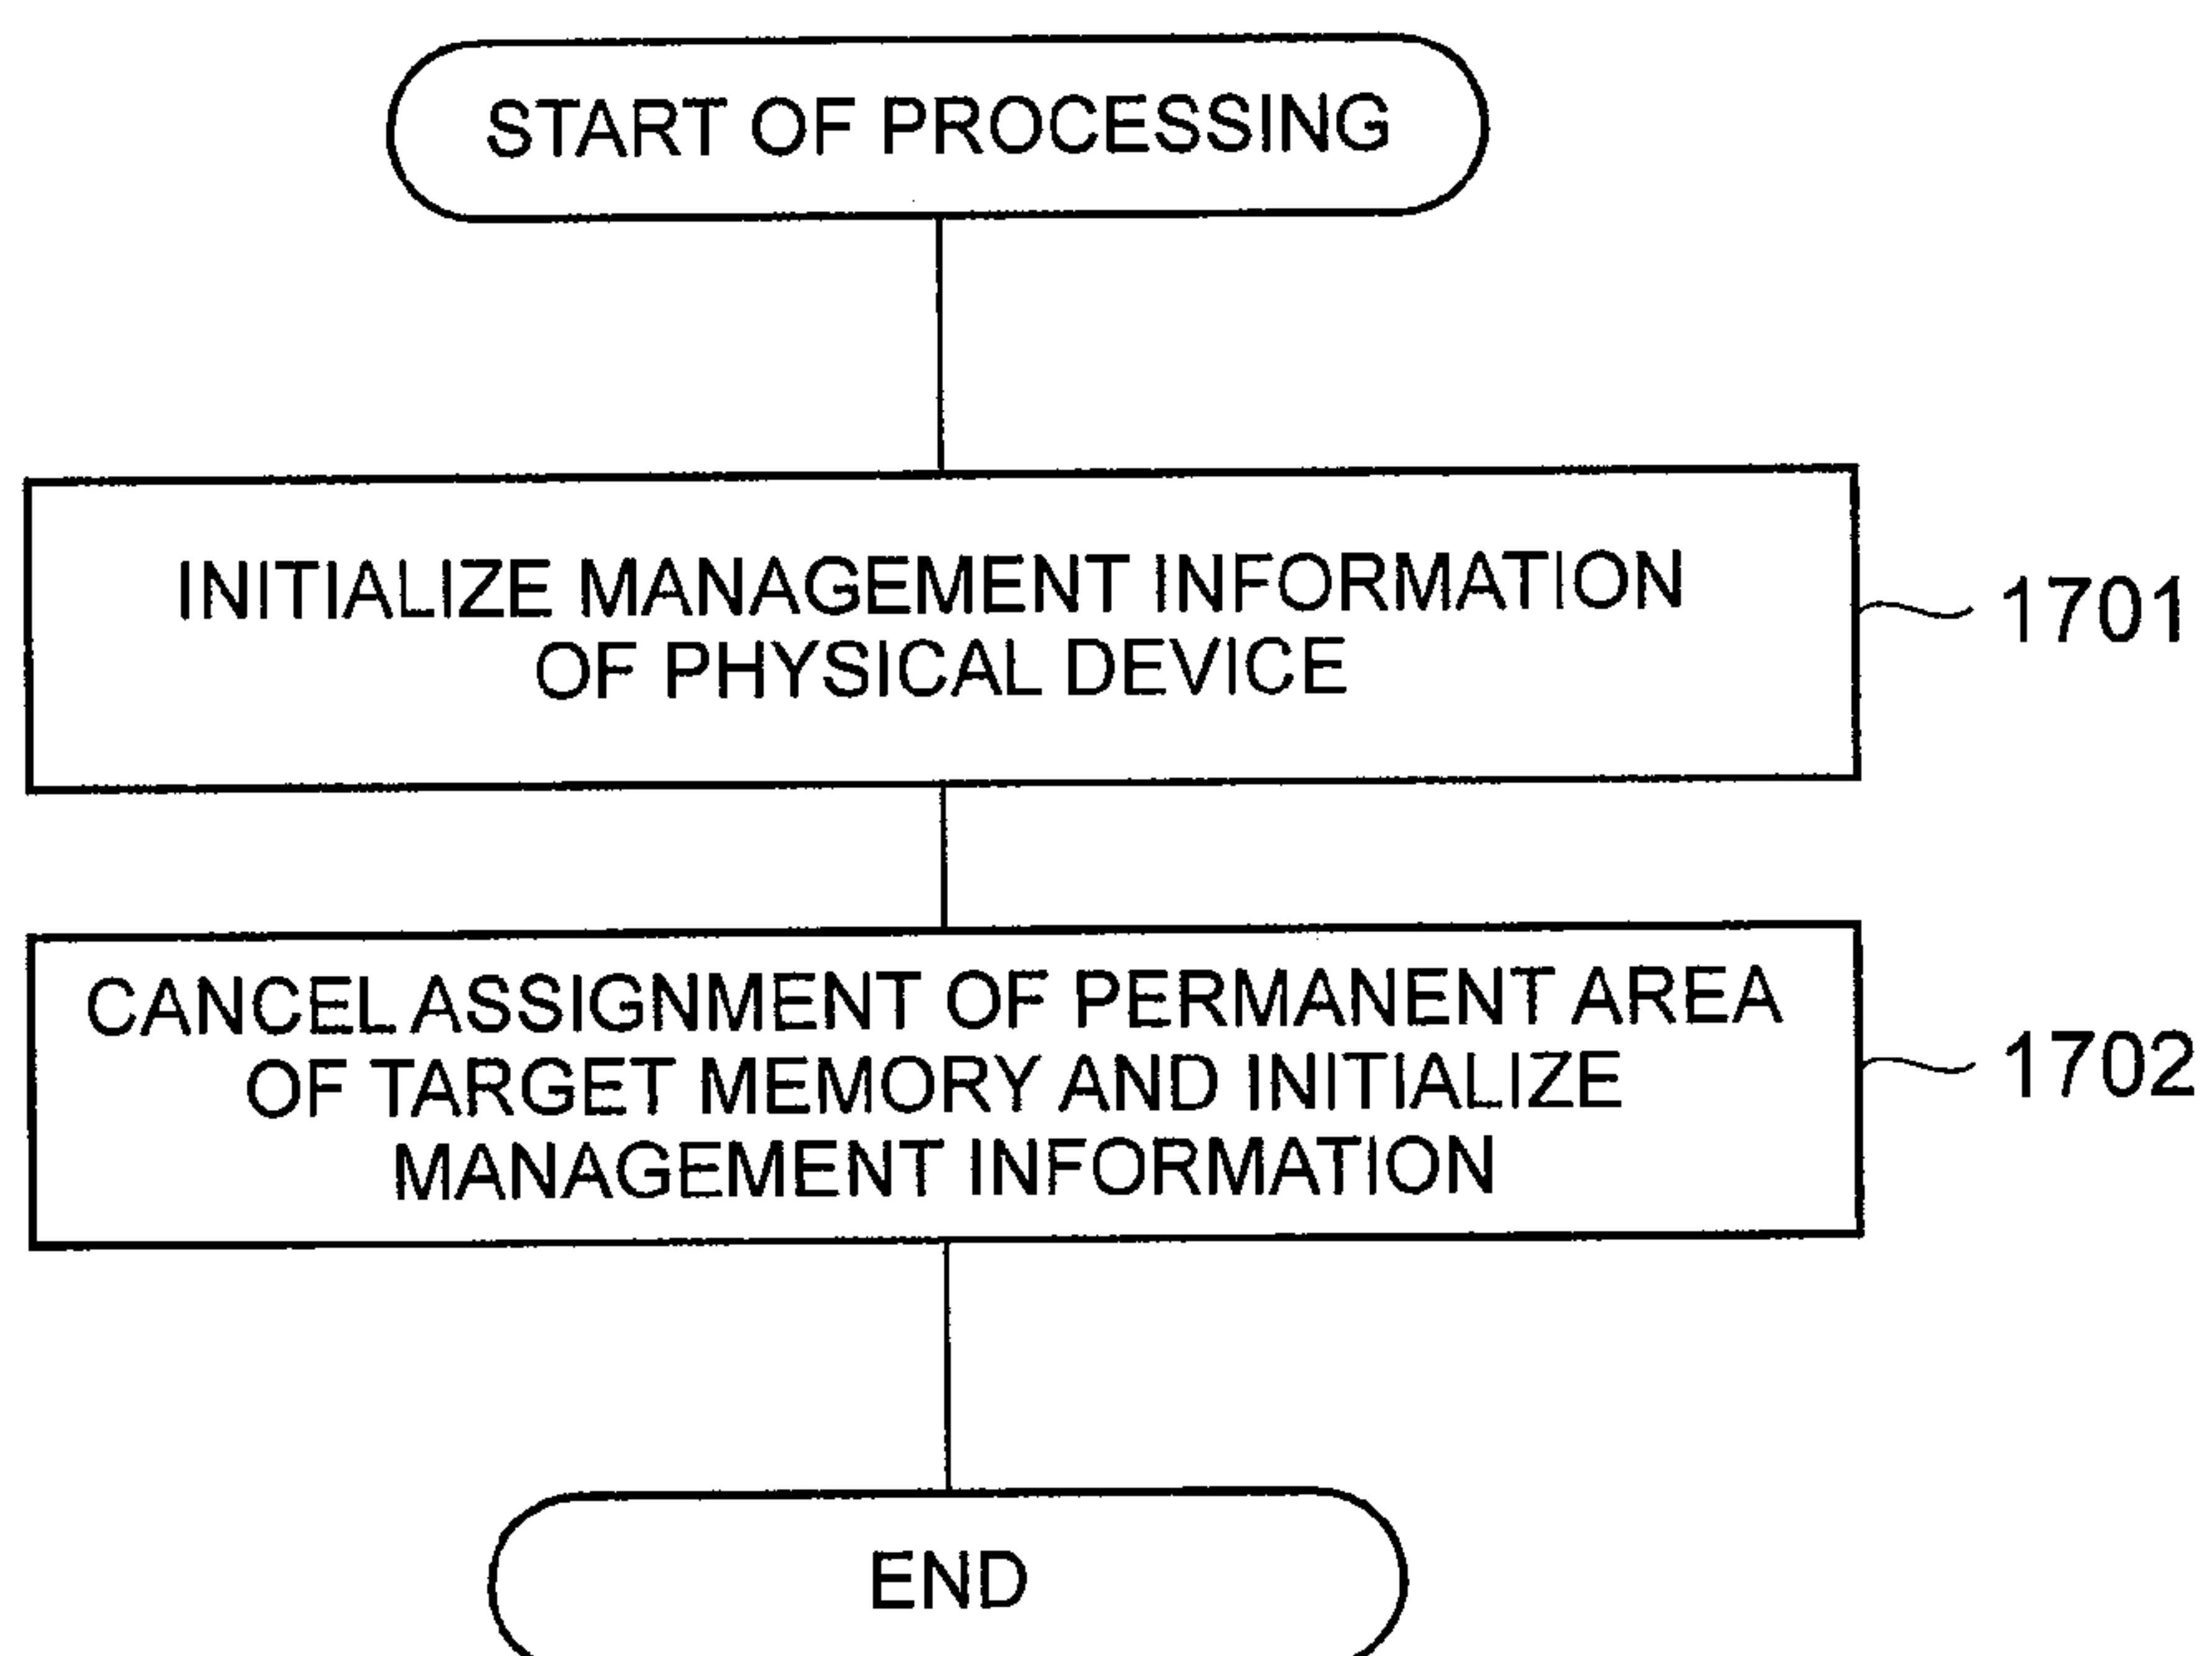 START OF PROCESSING
INITIALIZE MANAGEMENT INFORMATION
OF PHYSICAL DEVICE
1701
CANCEL ASSIGNMENT OF PERMANENT AREA
OF TARGET MEMORY AND INITIALIZE
MANAGEMENT INFORMATION
1702
END